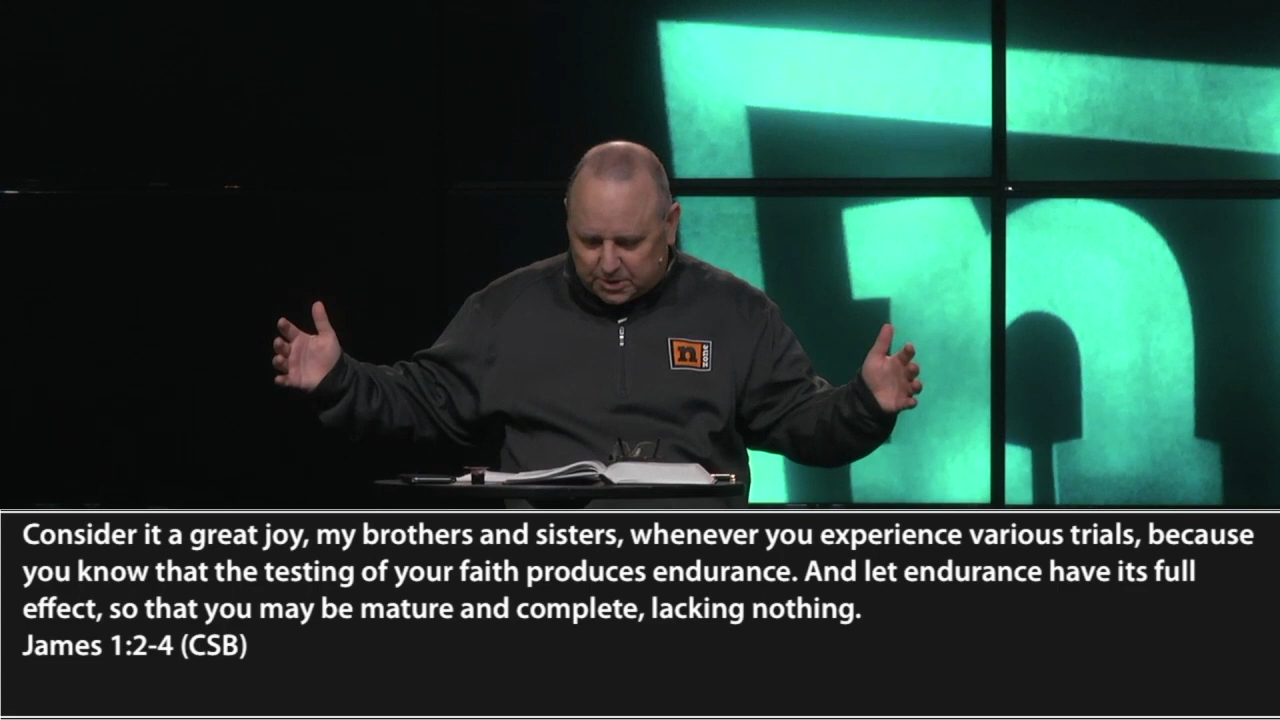 n
n
enon
Consider it a great joy, my brothers and sisters, whenever you experience various trials, because
you know that the testing of your faith produces endurance. And let endurance have its full
effect, so that you may be mature and complete, lacking nothing.
James 1:2-4 (CSB)